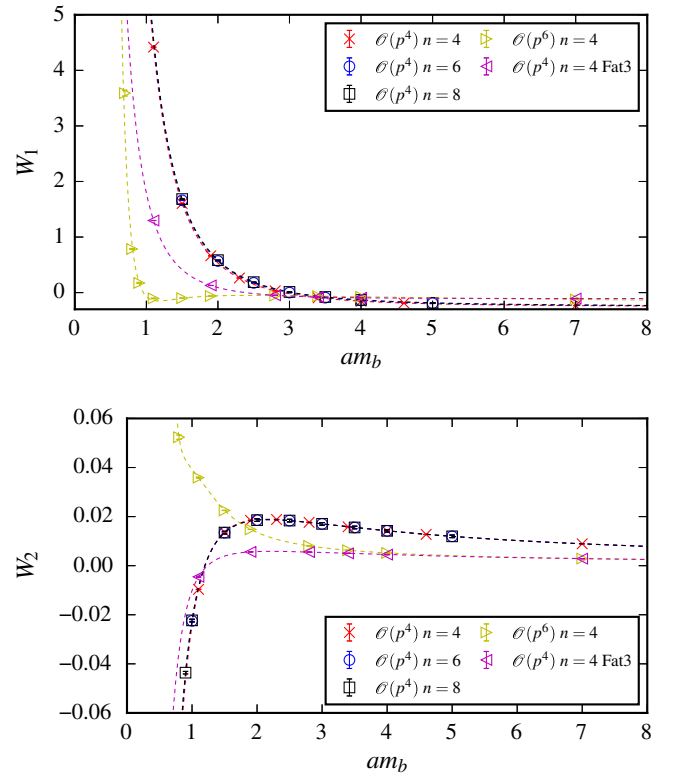 5
4
3
2
1
0
W₁
𝒪(p⁴) n = 4
𝒪(p⁴) n = 6
𝒪(p⁴) n = 8
𝒪(p⁶) n = 4
𝒪(p⁴) n = 4 Fat3
0 1 2 3 4 5 6 7 8
am_b
0.06
0.04
0.02
0.00
−0.02
−0.04
−0.06
W₂
𝒪(p⁴) n = 4
𝒪(p⁴) n = 6
𝒪(p⁴) n = 8
𝒪(p⁶) n = 4
𝒪(p⁴) n = 4 Fat3
0 1 2 3 4 5 6 7 8
am_b